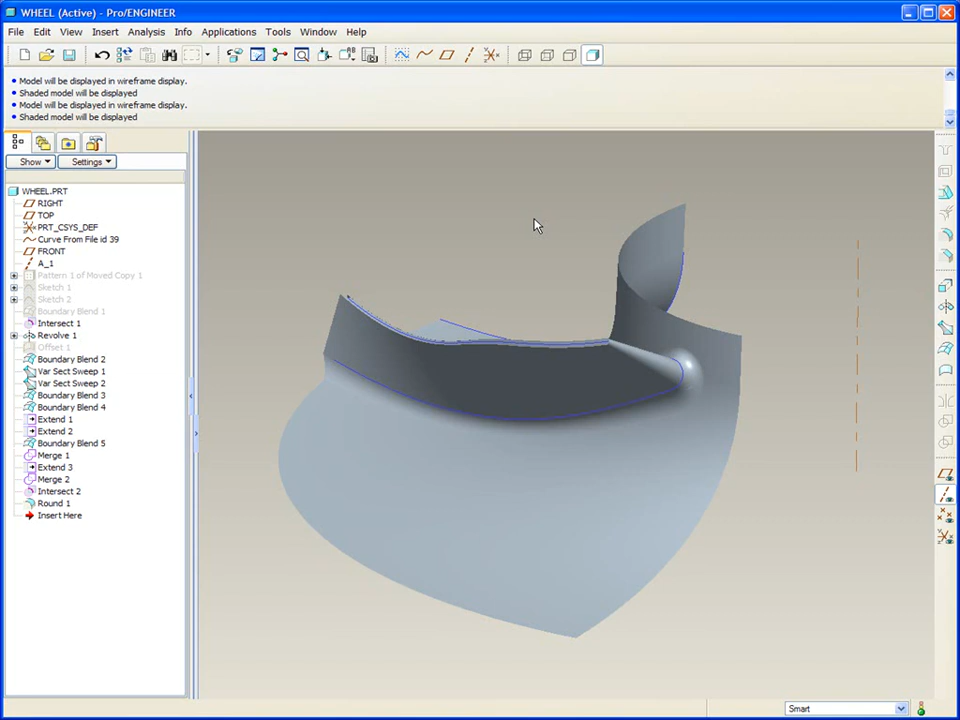 WHEEL (Active) - Pro/ENGINEER
File Edit View Insert Analysis Info Applications Tools Window Help
Model will be displayed in wireframe display.
Shaded model will be displayed
Model will be displayed in wireframe display.
Shaded model will be displayed
Show Settings
WHEEL.PRT
RIGHT
TOP
PRT_CSYS_DEF
Curve From File id 39
FRONT
A_1
Pattern 1 of Moved Copy 1
Sketch 1
Sketch 2
Boundary Blend 1
Intersect 1
Revolve 1
Offset 1
Boundary Blend 2
Var Sect Sweep 1
Var Sect Sweep 2
Boundary Blend 3
Boundary Blend 4
Extend 1
Extend 2
Boundary Blend 5
Merge 1
Extend 3
Merge 2
Intersect 2
Round 1
Insert Here
Smart